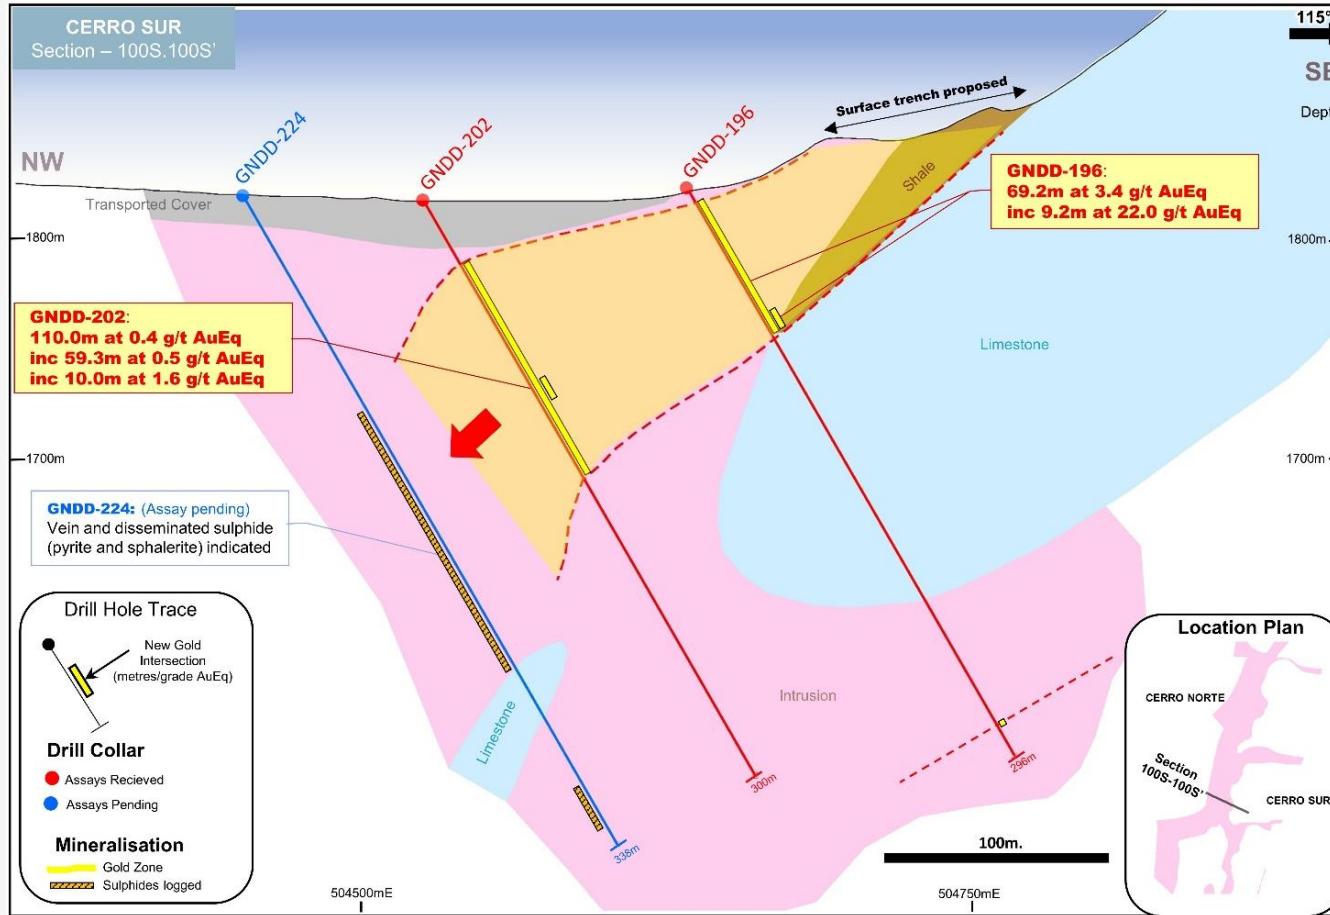 CERRO SUR
Section – 100S.100S’
115°
SE
Dept
Surface trench proposed
NW
GNDD-224
GNDD-202
GNDD-196
Transported Cover
Shale
GNDD-196:
69.2m at 3.4 g/t AuEq
inc 9.2m at 22.0 g/t AuEq
1800m
1800m
GNDD-202:
110.0m at 0.4 g/t AuEq
inc 59.3m at 0.5 g/t AuEq
inc 10.0m at 1.6 g/t AuEq
Limestone
1700m
1700m
GNDD-224: (Assay pending)
Vein and disseminated sulphide
(pyrite and sphalerite) indicated
Drill Hole Trace
New Gold
Intersection
(metres/grade AuEq)
Drill Collar
Assays Recieved
Assays Pending
Mineralisation
Gold Zone
Sulphides logged
Limestone
Intrusion
338m
300m
296m
100m.
504500mE
504750mE
Location Plan
CERRO NORTE
Section
100S-100S’
CERRO SUR